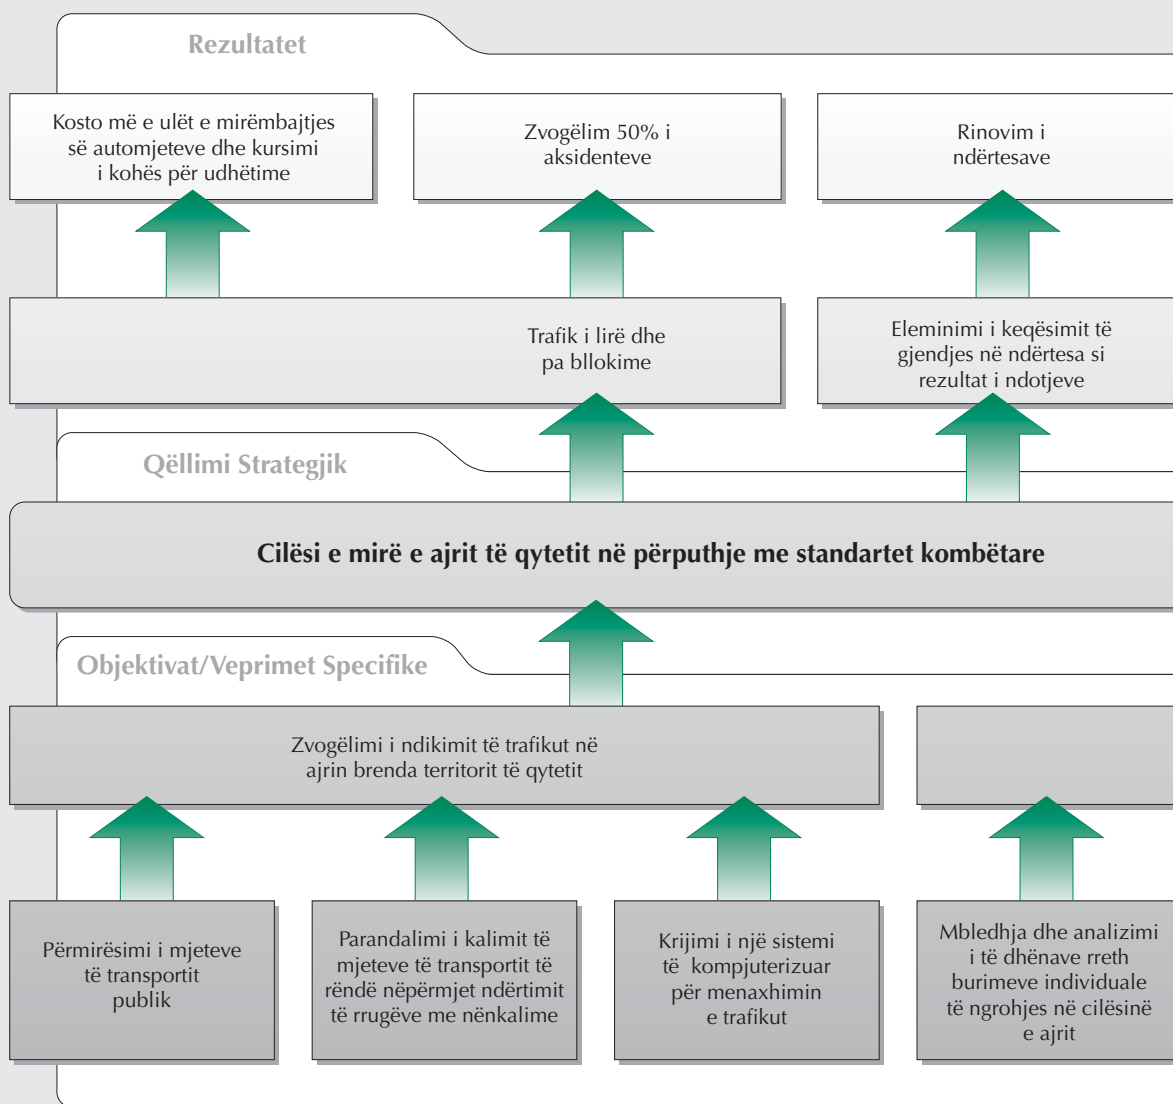 Rezultatet
Kosto më e ulët e mirëmbajtjes
së automjeteve dhe kursimi
i kohës për udhëtime
Zvogëlim 50% i
aksidenteve
Rinovim i
ndërtesave
Trafik i lirë dhe
pa bllokime
Eleminimi i keqësimit të
gjendjes në ndërtesa si
rezultat i ndotjeve
Qëllimi Strategjik
Cilësi e mirë e ajrit të qytetit në përputhje me standartet kombëtare
Objektivat/Veprimet Specifike
Zvogëlimi i ndikimit të trafikut në
ajrin brenda territorit të qytetit
Përmirësimi i mjeteve
të transportit
publik
Parandalimi i kalimit të
mjeteve të transportit të
rëndë nëpërmjet ndërtimit
të rrugëve me nënkalime
Krijimi i një sistemi
të kompjuterizuar
për menaxhimin
e trafikut
Mbledhja dhe analizimi
i të dhënave rreth
burimeve individuale
të ngrohjes në cilësinë
e ajrit